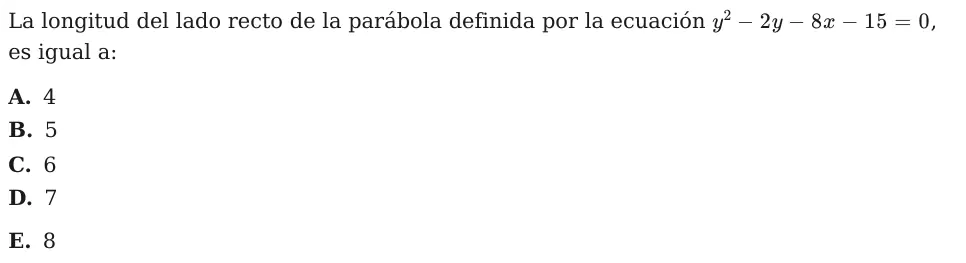 La longitud del lado recto de la parábola definida por la ecuación y² − 2y − 8x − 15 = 0,
es igual a:
A. 4
B. 5
C. 6
D. 7
E. 8